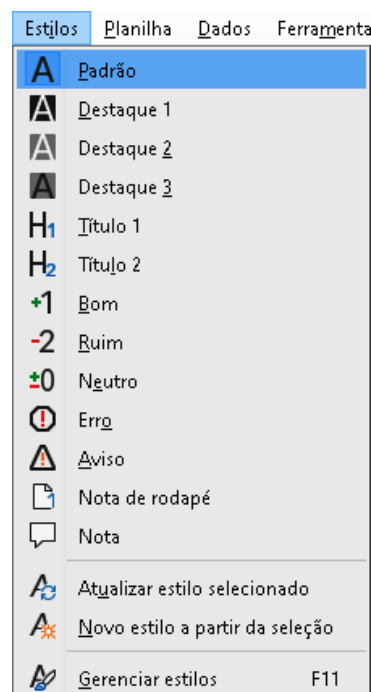 Estilos Planilha Dados Ferramenta
Padrão
Destaque 1
Destaque 2
Destaque 3
Título 1
Título 2
Bom
Ruim
Neutro
Erro
Aviso
Nota de rodapé
Nota
Atualizar estilo selecionado
Novo estilo a partir da seleção
Gerenciar estilos F11